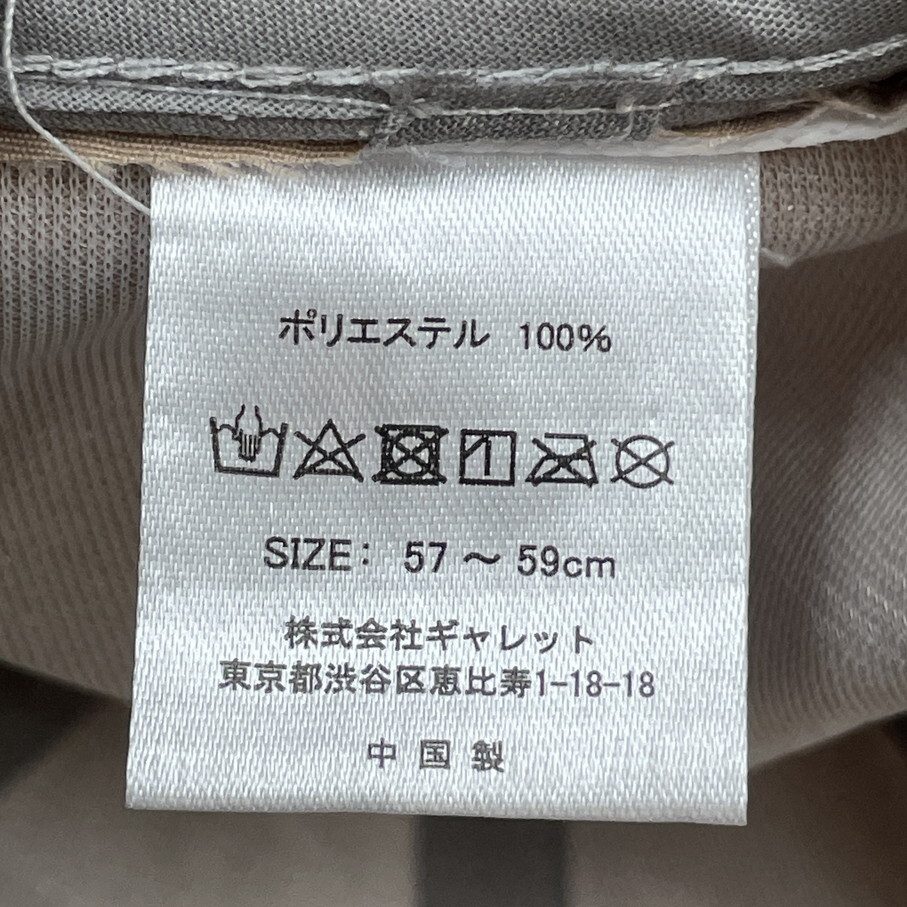 ポリエステル 100%
SIZE: 57 ～ 59cm
株式会社ギャレット
東京都渋谷区恵比寿1-18-18
中国製